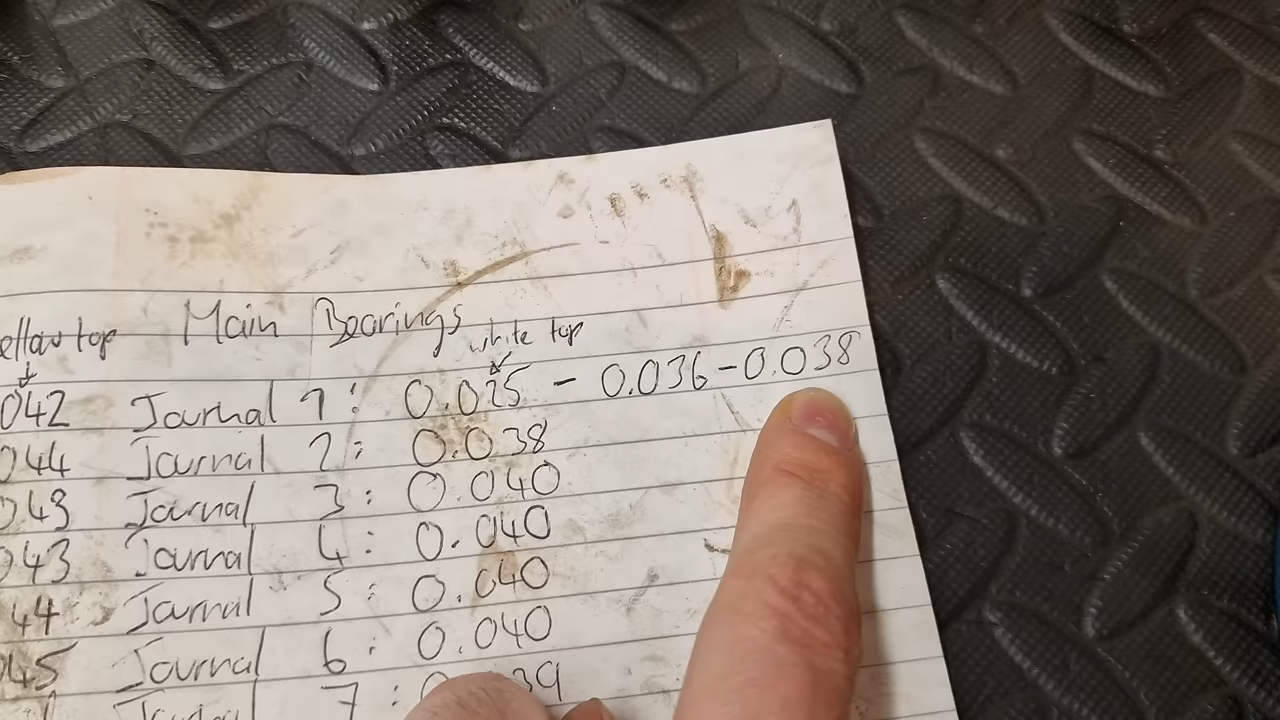 Main Bearings
top white top
042 Journal 1: 0.025 - 0.036-0.038
044 Journal 2: 0.038
043 Journal 3: 0.040
043 Journal 4: 0.040
44 Journal 5: 0.040
45 Journal 6: 0.040
Journal 7: 39